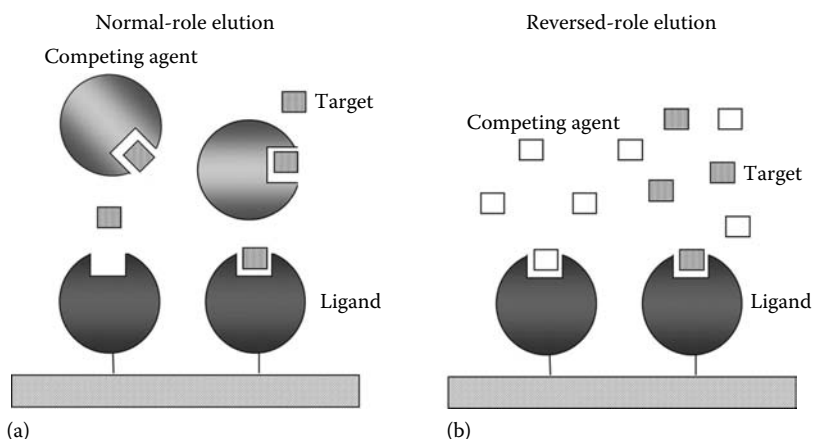 Normal-role elution
Competing agent
Target
Ligand
(a)
Reversed-role elution
Competing agent
Target
Ligand
(b)